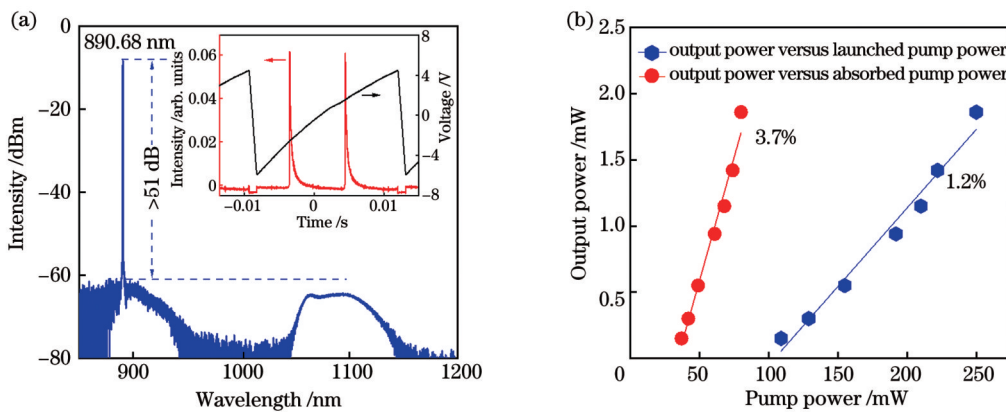 (a)
0
−20
−40
−60
−80
Intensity /dBm
900
1000
1100
1200
Wavelength /nm
890.68 nm
>51 dB
0.06
0.04
0.02
0
Intensity /arb. units
8
4
0
−4
−8
Voltage /V
−0.01
0
0.01
Time /s
(b)
output power versus launched pump power
output power versus absorbed pump power
2.0
1.5
1.0
0.5
Output power /mW
3.7%
1.2%
0
50
100
150
200
250
Pump power /mW